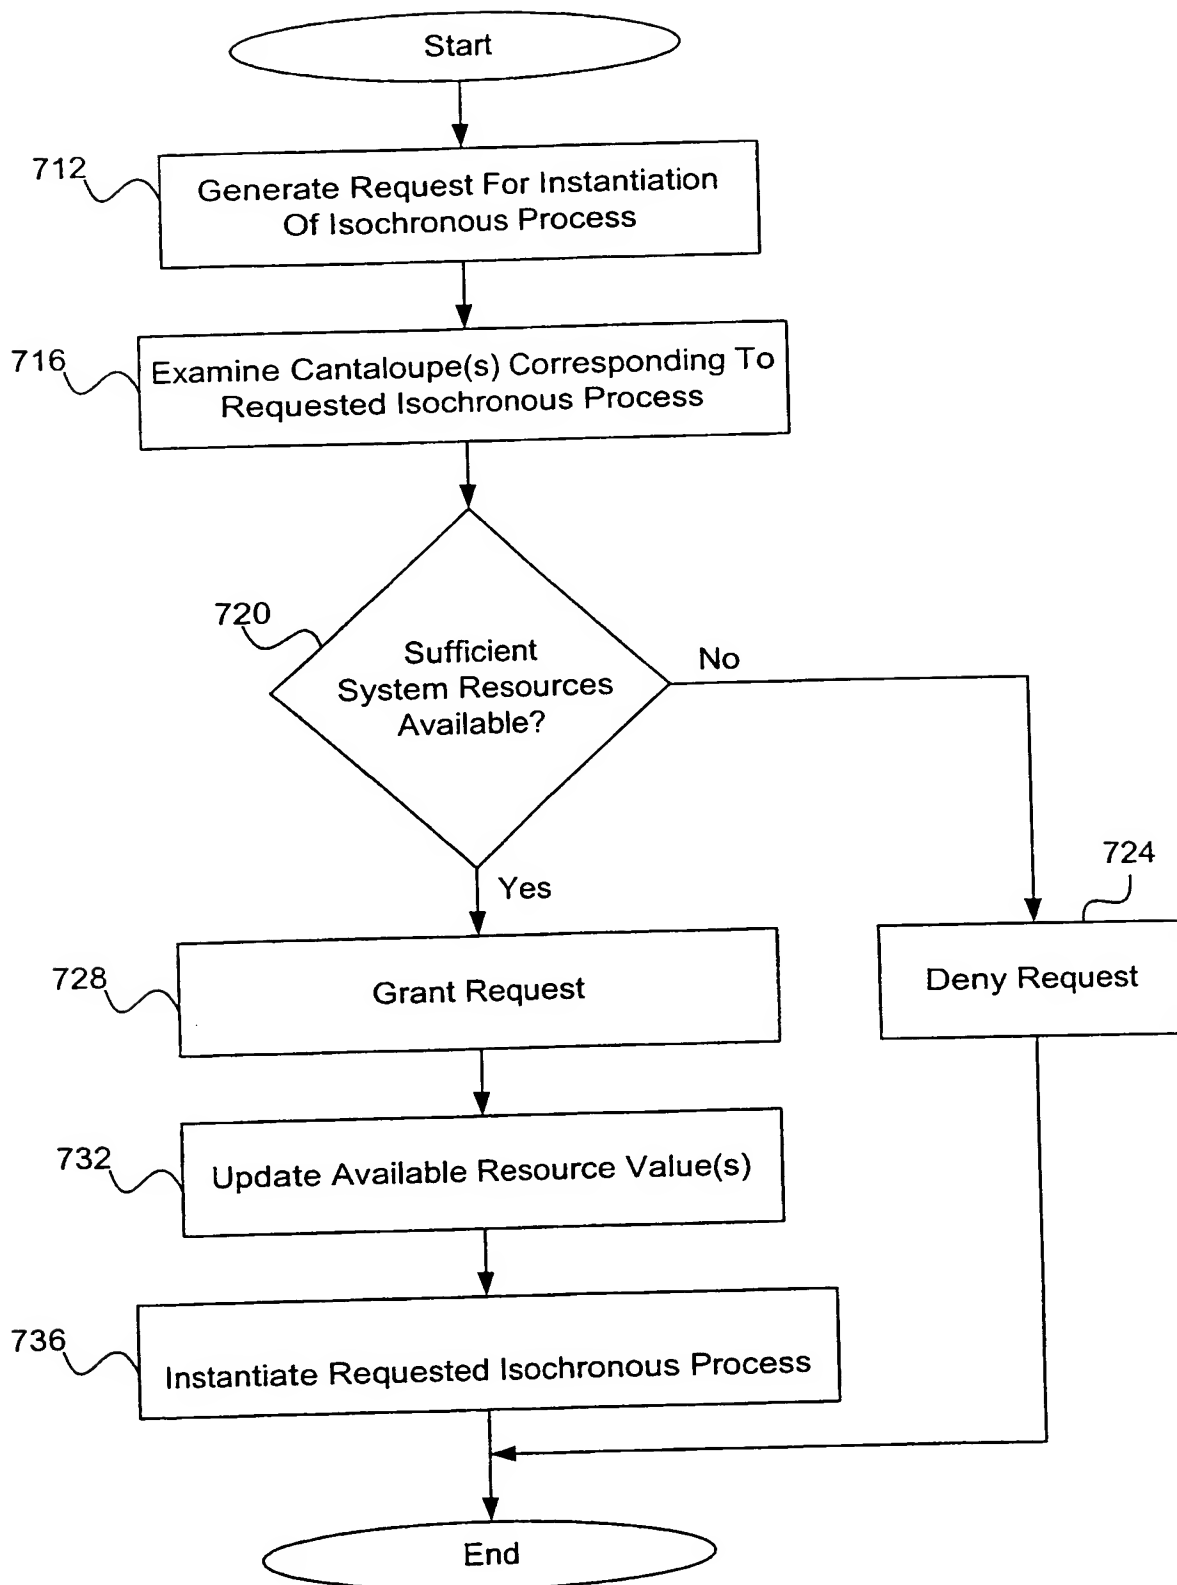 Start
712
Generate Request For Instantiation
Of Isochronous Process
716
Examine Cantaloupe(s) Corresponding To
Requested Isochronous Process
720
Sufficient
System Resources
Available?
No
Yes
724
Deny Request
728
Grant Request
732
Update Available Resource Value(s)
736
Instantiate Requested Isochronous Process
End